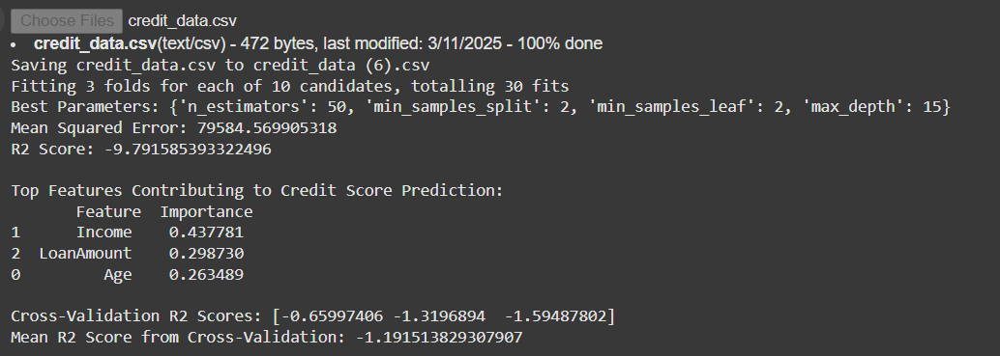 Choose Files credit_data.csv
• credit_data.csv(text/csv) - 472 bytes, last modified: 3/11/2025 - 100% done
Saving credit_data.csv to credit_data (6).csv
Fitting 3 folds for each of 10 candidates, totalling 30 fits
Best Parameters: {'n_estimators': 50, 'min_samples_split': 2, 'min_samples_leaf': 2, 'max_depth': 15}
Mean Squared Error: 79584.569905318
R2 Score: -9.791585393322496
Top Features Contributing to Credit Score Prediction:
Feature Importance
1 Income 0.437781
2 LoanAmount 0.298730
0 Age 0.263489
Cross-Validation R2 Scores: [-0.65997406 -1.3196894 -1.59487802]
Mean R2 Score from Cross-Validation: -1.191513829307907